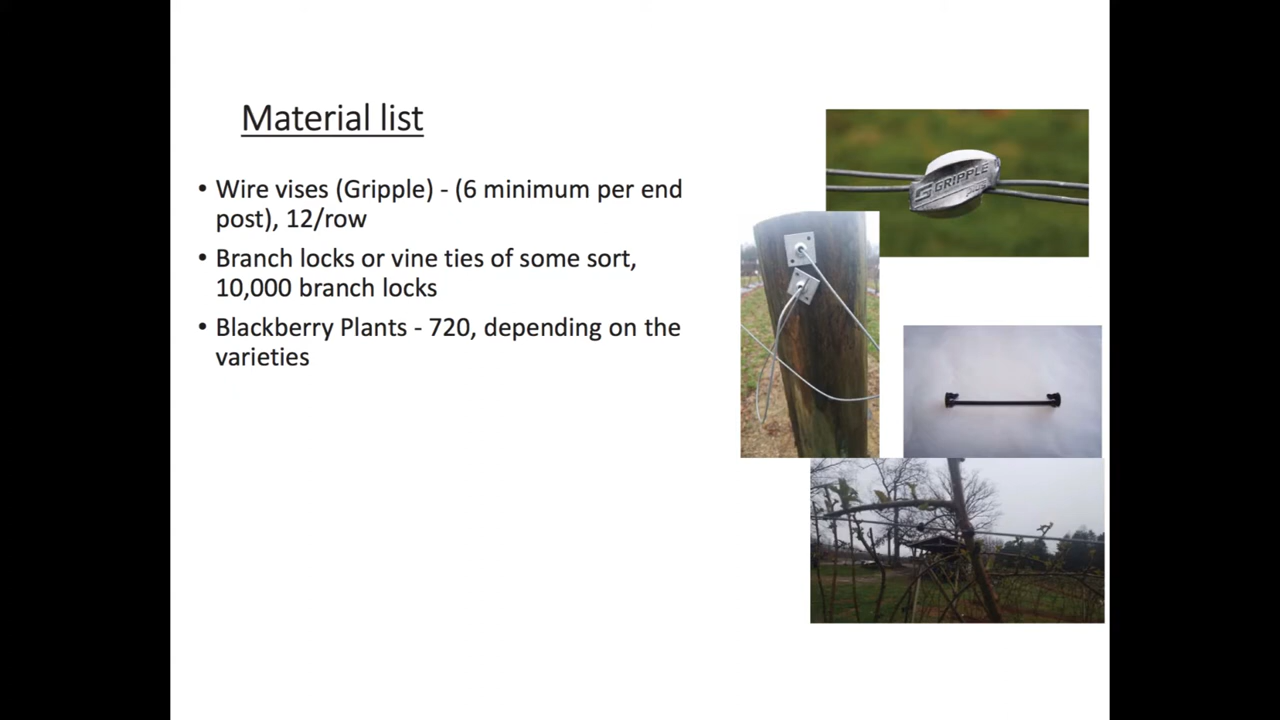 Material list
• Wire vises (Gripple) - (6 minimum per end
post), 12/row
• Branch locks or vine ties of some sort,
10,000 branch locks
• Blackberry Plants - 720, depending on the
varieties
G GRIPPLE